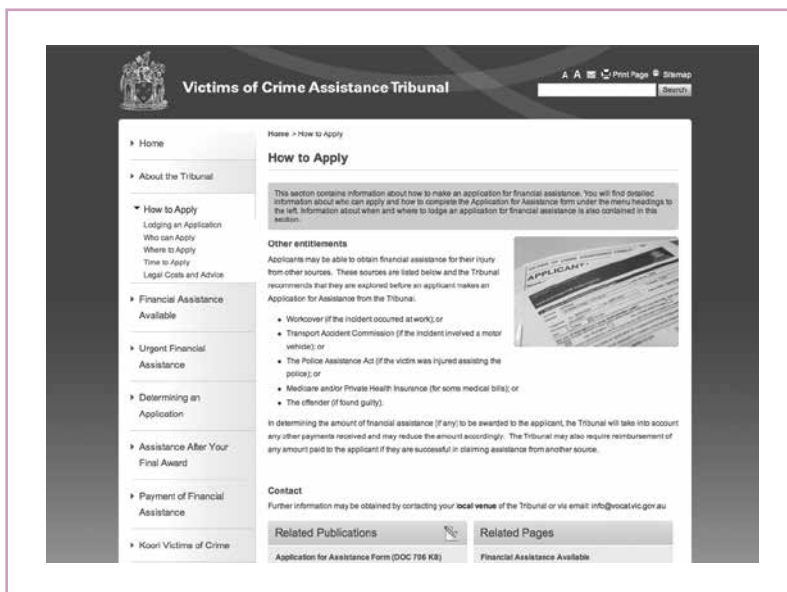 Victims of Crime Assistance Tribunal
A A Print Page Sitemap
Search
Home
About the Tribunal
How to Apply
Lodging an Application
Who can Apply
Where to Apply
Time to Apply
Legal Costs and Advice
Financial Assistance
Available
Urgent Financial
Assistance
Determining an
Application
Assistance After Your
Final Award
Payment of Financial
Assistance
Koori Victims of Crime
Home > How to Apply
How to Apply
This section contains information about how to make an application for financial assistance. You will find detailed
information about who can apply and how to complete the Application for Assistance form under the menu headings to
the left. Information about when and where to lodge an application for financial assistance is also contained in this
section.
Other entitlements
Applicants may be able to obtain financial assistance for their injury
from other sources. These sources are listed below and the Tribunal
recommends that they are explored before an applicant makes an
Application for Assistance from the Tribunal.
• Workcover (if the incident occurred at work); or
• Transport Accident Commission (if the incident involved a motor
vehicle); or
• The Police Assistance Act (if the victim was injured assisting the
police); or
• Medicare and/or Private Health Insurance (for some medical bills); or
• The offender (if found guilty).
APPLICANT:
In determining the amount of financial assistance (if any) to be awarded to the applicant, the Tribunal will take into account
any other payments received and may reduce the amount accordingly. The Tribunal may also require reimbursement of
any amount paid to the applicant if they are successful in claiming assistance from another source.
Contact
Further information may be obtained by contacting your local venue of the Tribunal or via email: info@vocat.vic.gov.au
Related Publications
Application for Assistance Form (DOC 706 KB)
Related Pages
Financial Assistance Available